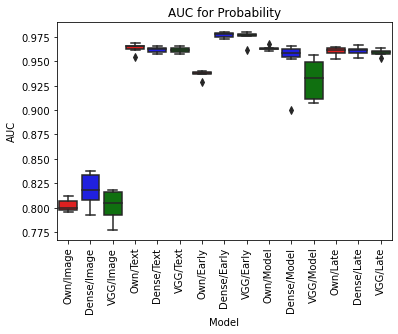 AUC for Probability
AUC
0.975
0.950
0.925
0.900
0.875
0.850
0.825
0.800
0.775
Own/Image
Dense/Image
VGG/Image
Own/Text
Dense/Text
VGG/Text
Own/Early
Dense/Early
VGG/Early
Own/Model
Dense/Model
VGG/Model
Own/Late
Dense/Late
VGG/Late
Model